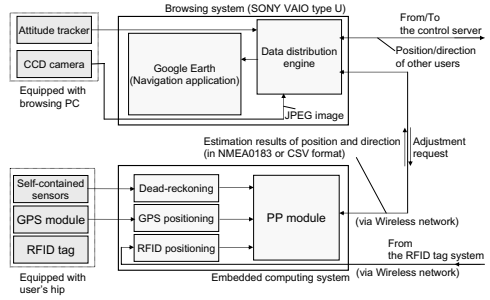 Browsing system (SONY VAIO type U)
Attitude tracker
CCD camera
Equipped with
browsing PC
Google Earth
(Navigation application)
Data distribution
engine
JPEG image
From/To
the control server
Position/direction
of other users
Estimation results of position and direction
(in NMEA0183 or CSV format)
Adjustment
request
Self-contained
sensors
GPS module
RFID tag
Equipped with
user's hip
Dead-reckoning
GPS positioning
RFID positioning
PP module
(via Wireless network)
From
the RFID tag system
(via Wireless network)
Embedded computing system